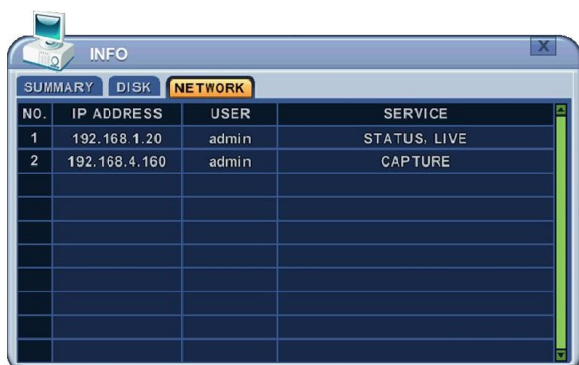 INFO
X
SUMMARY DISK NETWORK
NO. IP ADDRESS USER SERVICE
1 192.168.1.20 admin STATUS, LIVE
2 192.168.4.160 admin CAPTURE